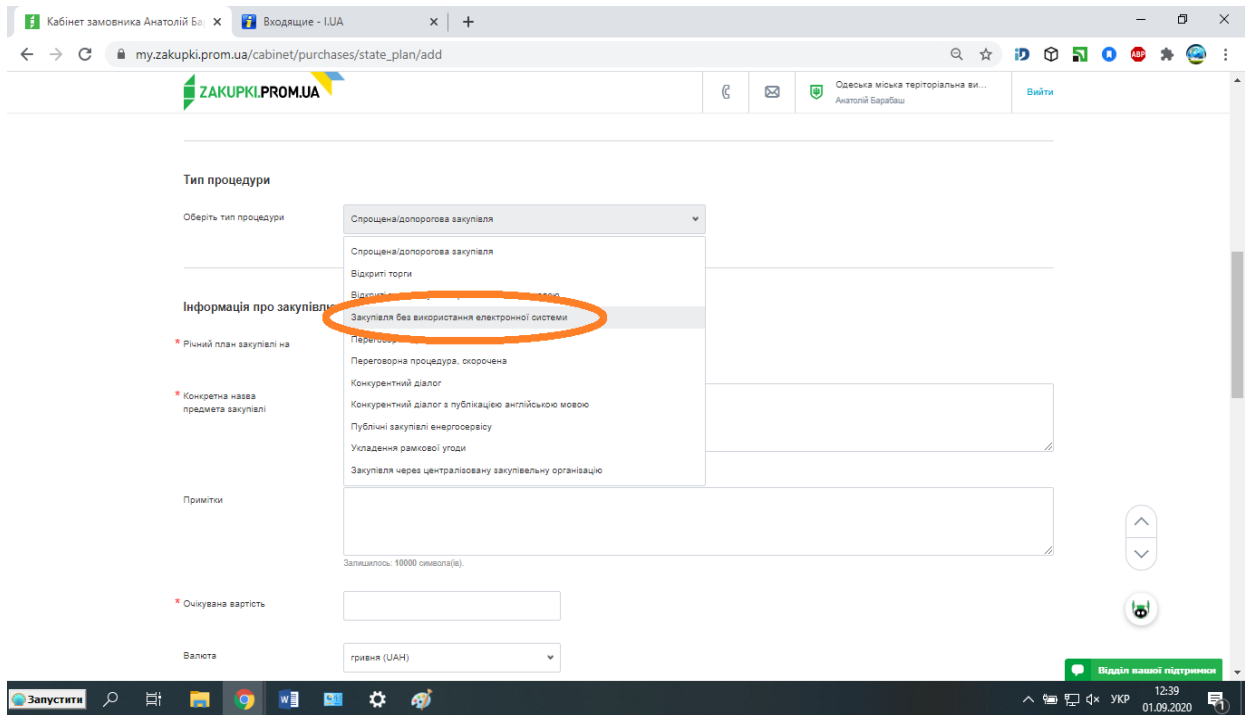 Кабінет замовника Анатолій Ба
Входящие - I.UA
my.zakupki.prom.ua/cabinet/purchases/state_plan/add
ZAKUPKI.PROM.UA
Одеська міська теріторіальна ви...
Анатолій Барабаш
Вийти
Тип процедури
Оберіть тип процедури
Спрощена/допорогова закупівля
Спрощена/допорогова закупівля
Відкриті торги
Відкриті
Інформація про закупівлю
Закупівля без використання електронної системи
* Річний план закупівлі на
Переговорна процедура, скорочена
Конкурентний діалог
* Конкретна назва
предмета закупівлі
Конкурентний діалог з публікацією англійською мовою
Публічні закупівлі енергосервісу
Укладення рамкової угоди
Закупівля через централізовану закупівельну організацію
Примітки
Залишилось: 10000 символа(ів).
* Очікувана вартість
Валюта
гривня (UAH)
Відділ вашої підтримки
Запустити
УКР
12:39
01.09.2020